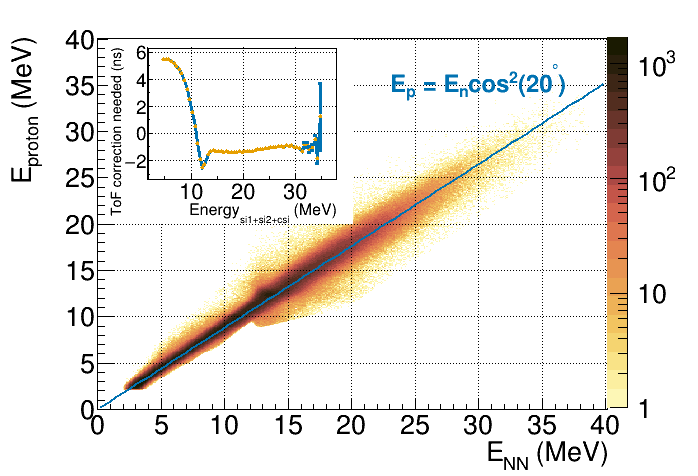 E_proton (MeV)
40
35
30
25
20
15
10
5
0
ToF correction needed (ns)
6
4
2
0
−2
10 20 30
Energy_si1+si2+csi (MeV)
E_p = E_n cos²(20°)
10³
10²
10
1
0 5 10 15 20 25 30 35 40
E_NN (MeV)